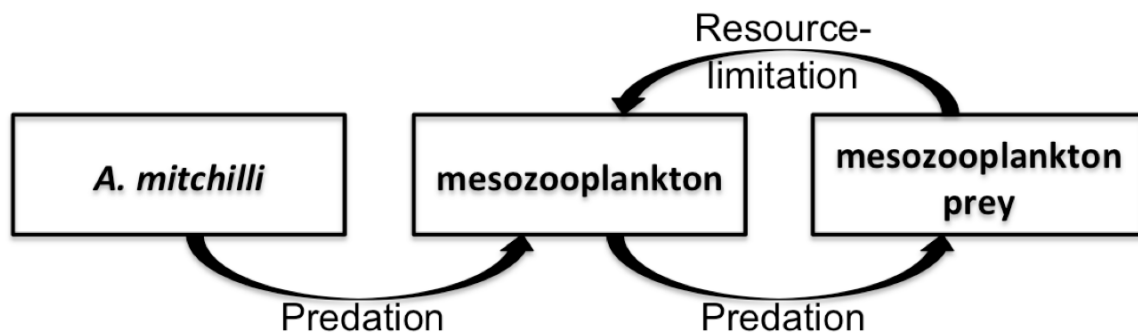 Resource-
limitation
A. mitchilli
mesozooplankton
mesozooplankton
prey
Predation
Predation